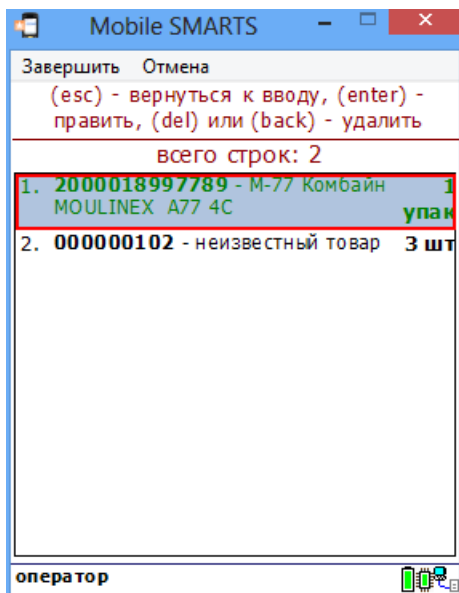 Mobile SMARTS
Завершить Отмена
(esc) - вернуться к вводу, (enter) -
править, (del) или (back) - удалить
всего строк: 2
1. 2000018997789 - М-77 Комбайн 1
MOULINEX A77 4C упак
2. 000000102 - неизвестный товар 3 шт
оператор